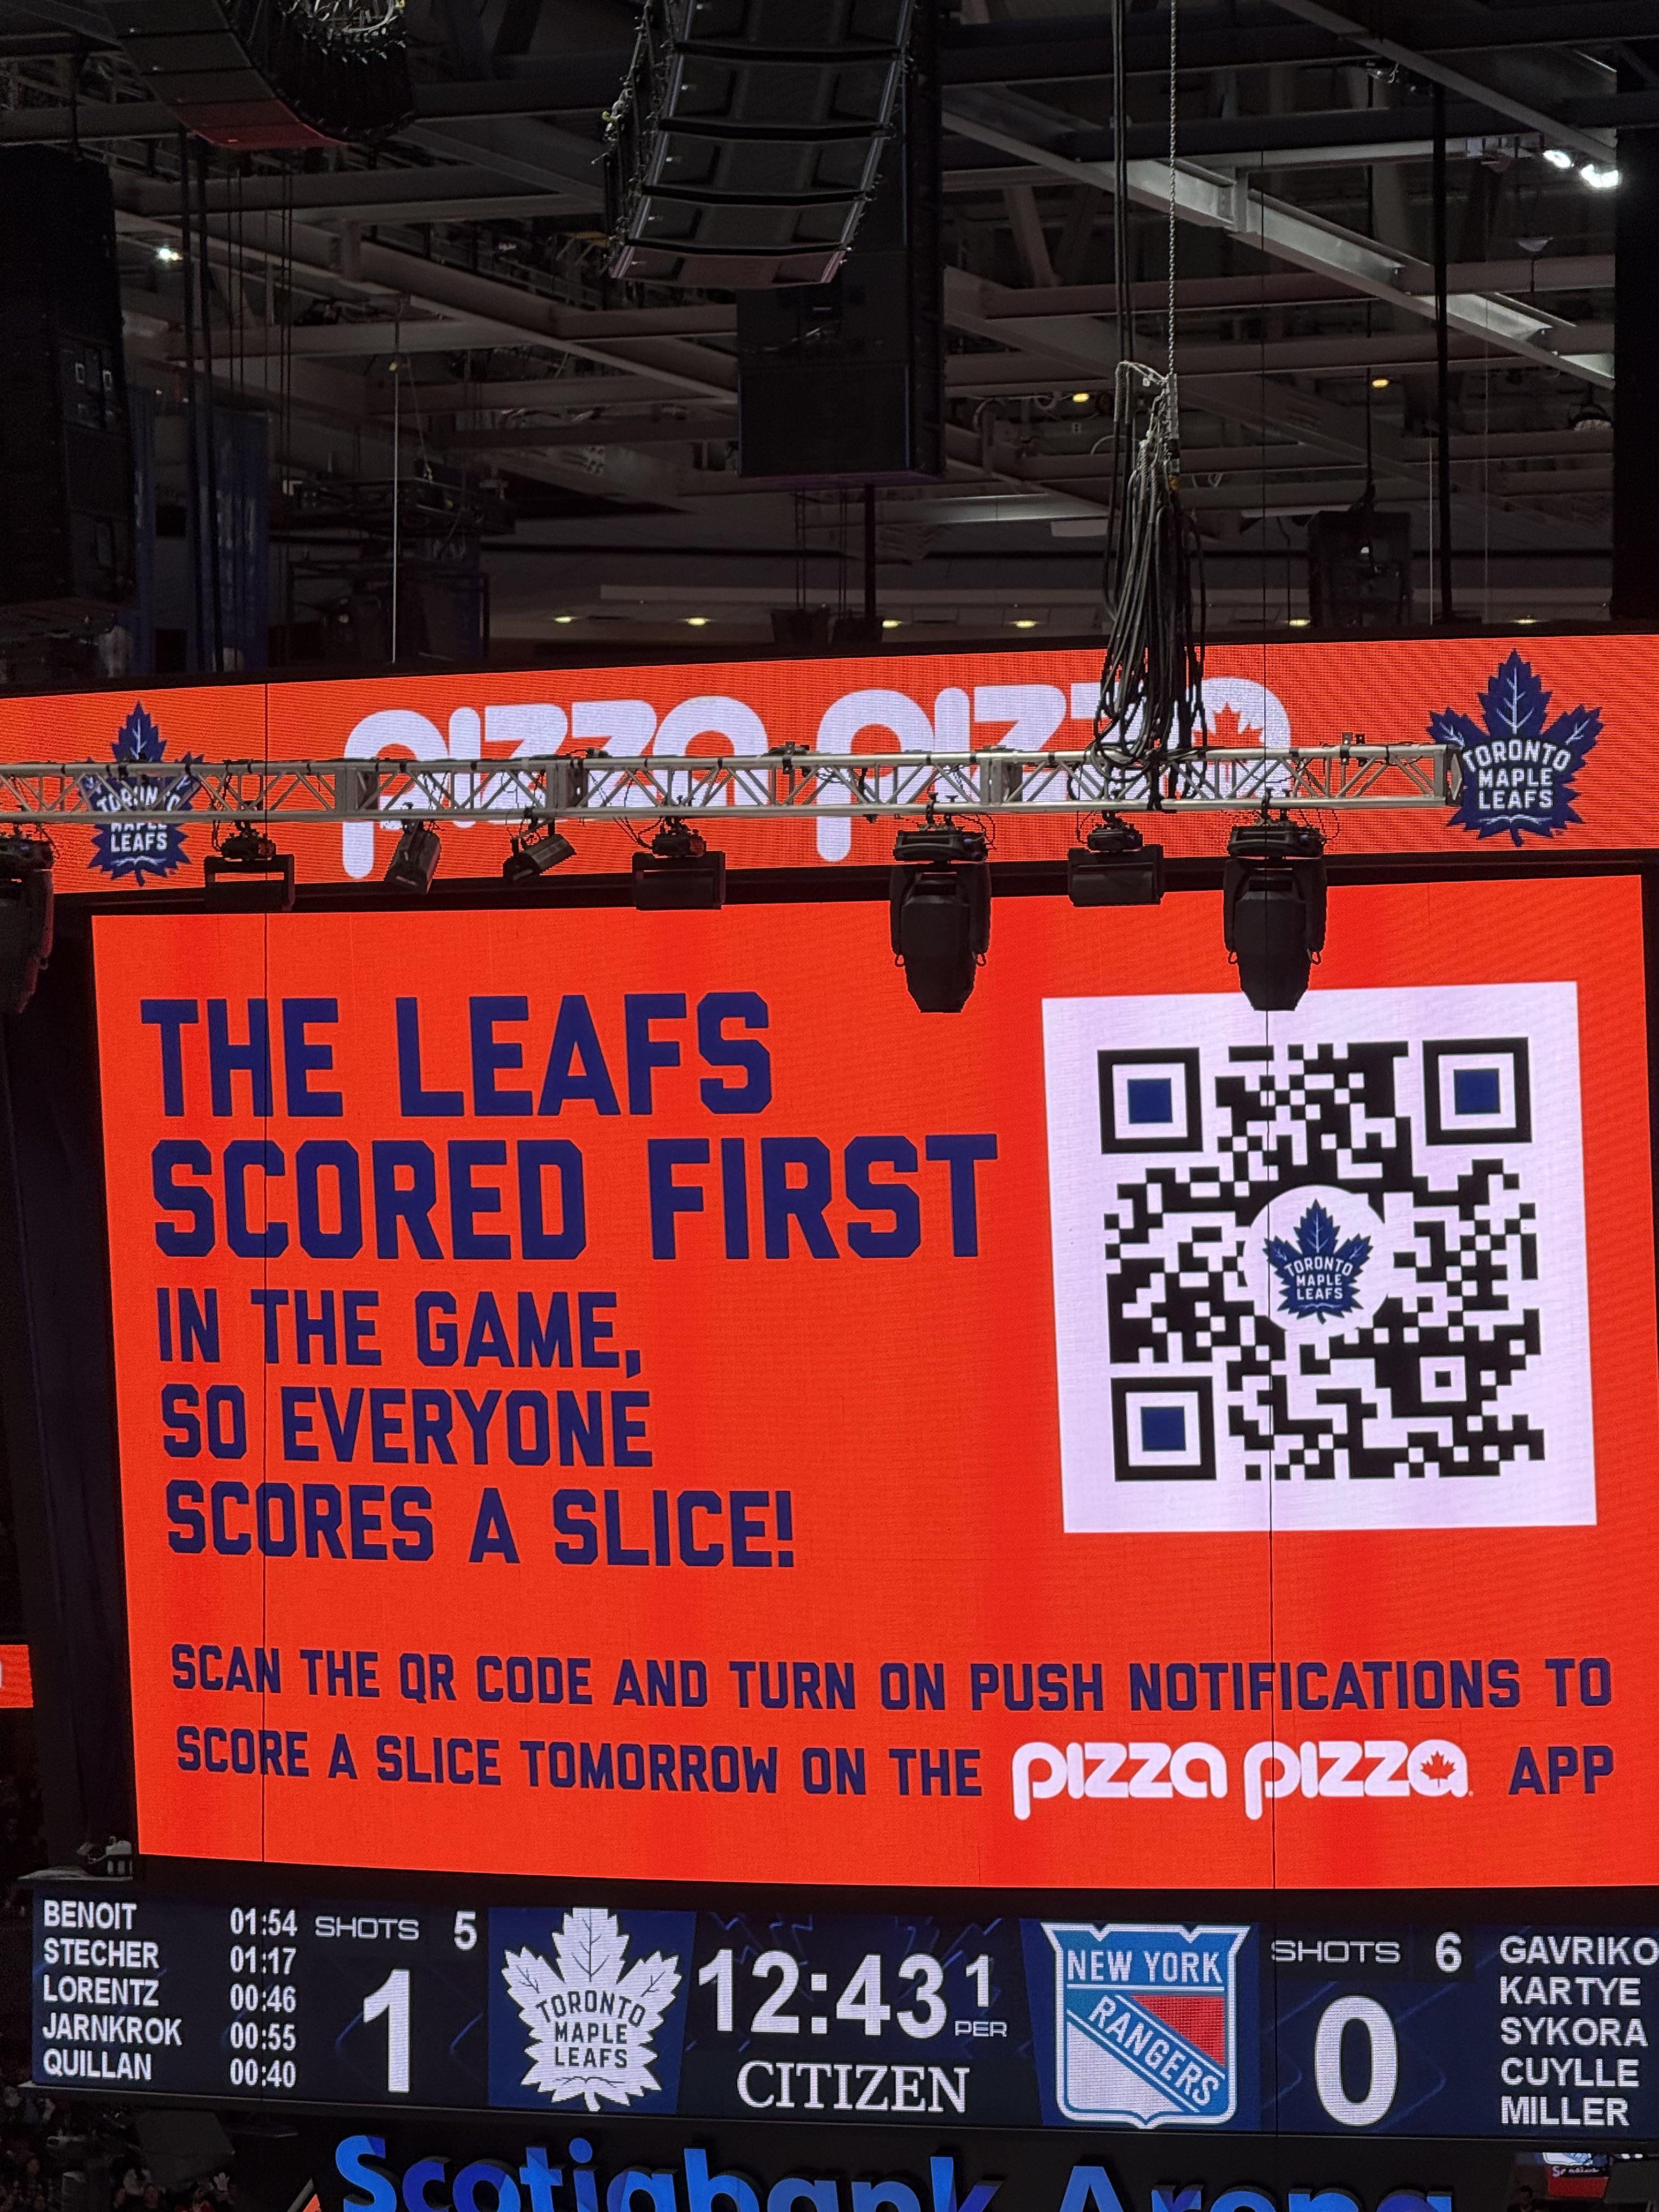 pizza pizza
TORONTO
MAPLE
LEAFS
TORONTO
MAPLE
LEAFS
THE LEAFS
SCORED FIRST
IN THE GAME,
SO EVERYONE
SCORES A SLICE!
TORONTO
MAPLE
LEAFS
SCAN THE QR CODE AND TURN ON PUSH NOTIFICATIONS TO
SCORE A SLICE TOMORROW ON THE pizza pizza APP
BENOIT 01:54
STECHER 01:17
LORENTZ 00:46
JARNKROK 00:55
QUILLAN 00:40
SHOTS 5
1
TORONTO
MAPLE
LEAFS
12:43 1
PER
CITIZEN
NEW YORK
RANGERS
SHOTS 6
0
GAVRIKO
KARTYE
SYKORA
CUYLLE
MILLER
Scotiabank Arena